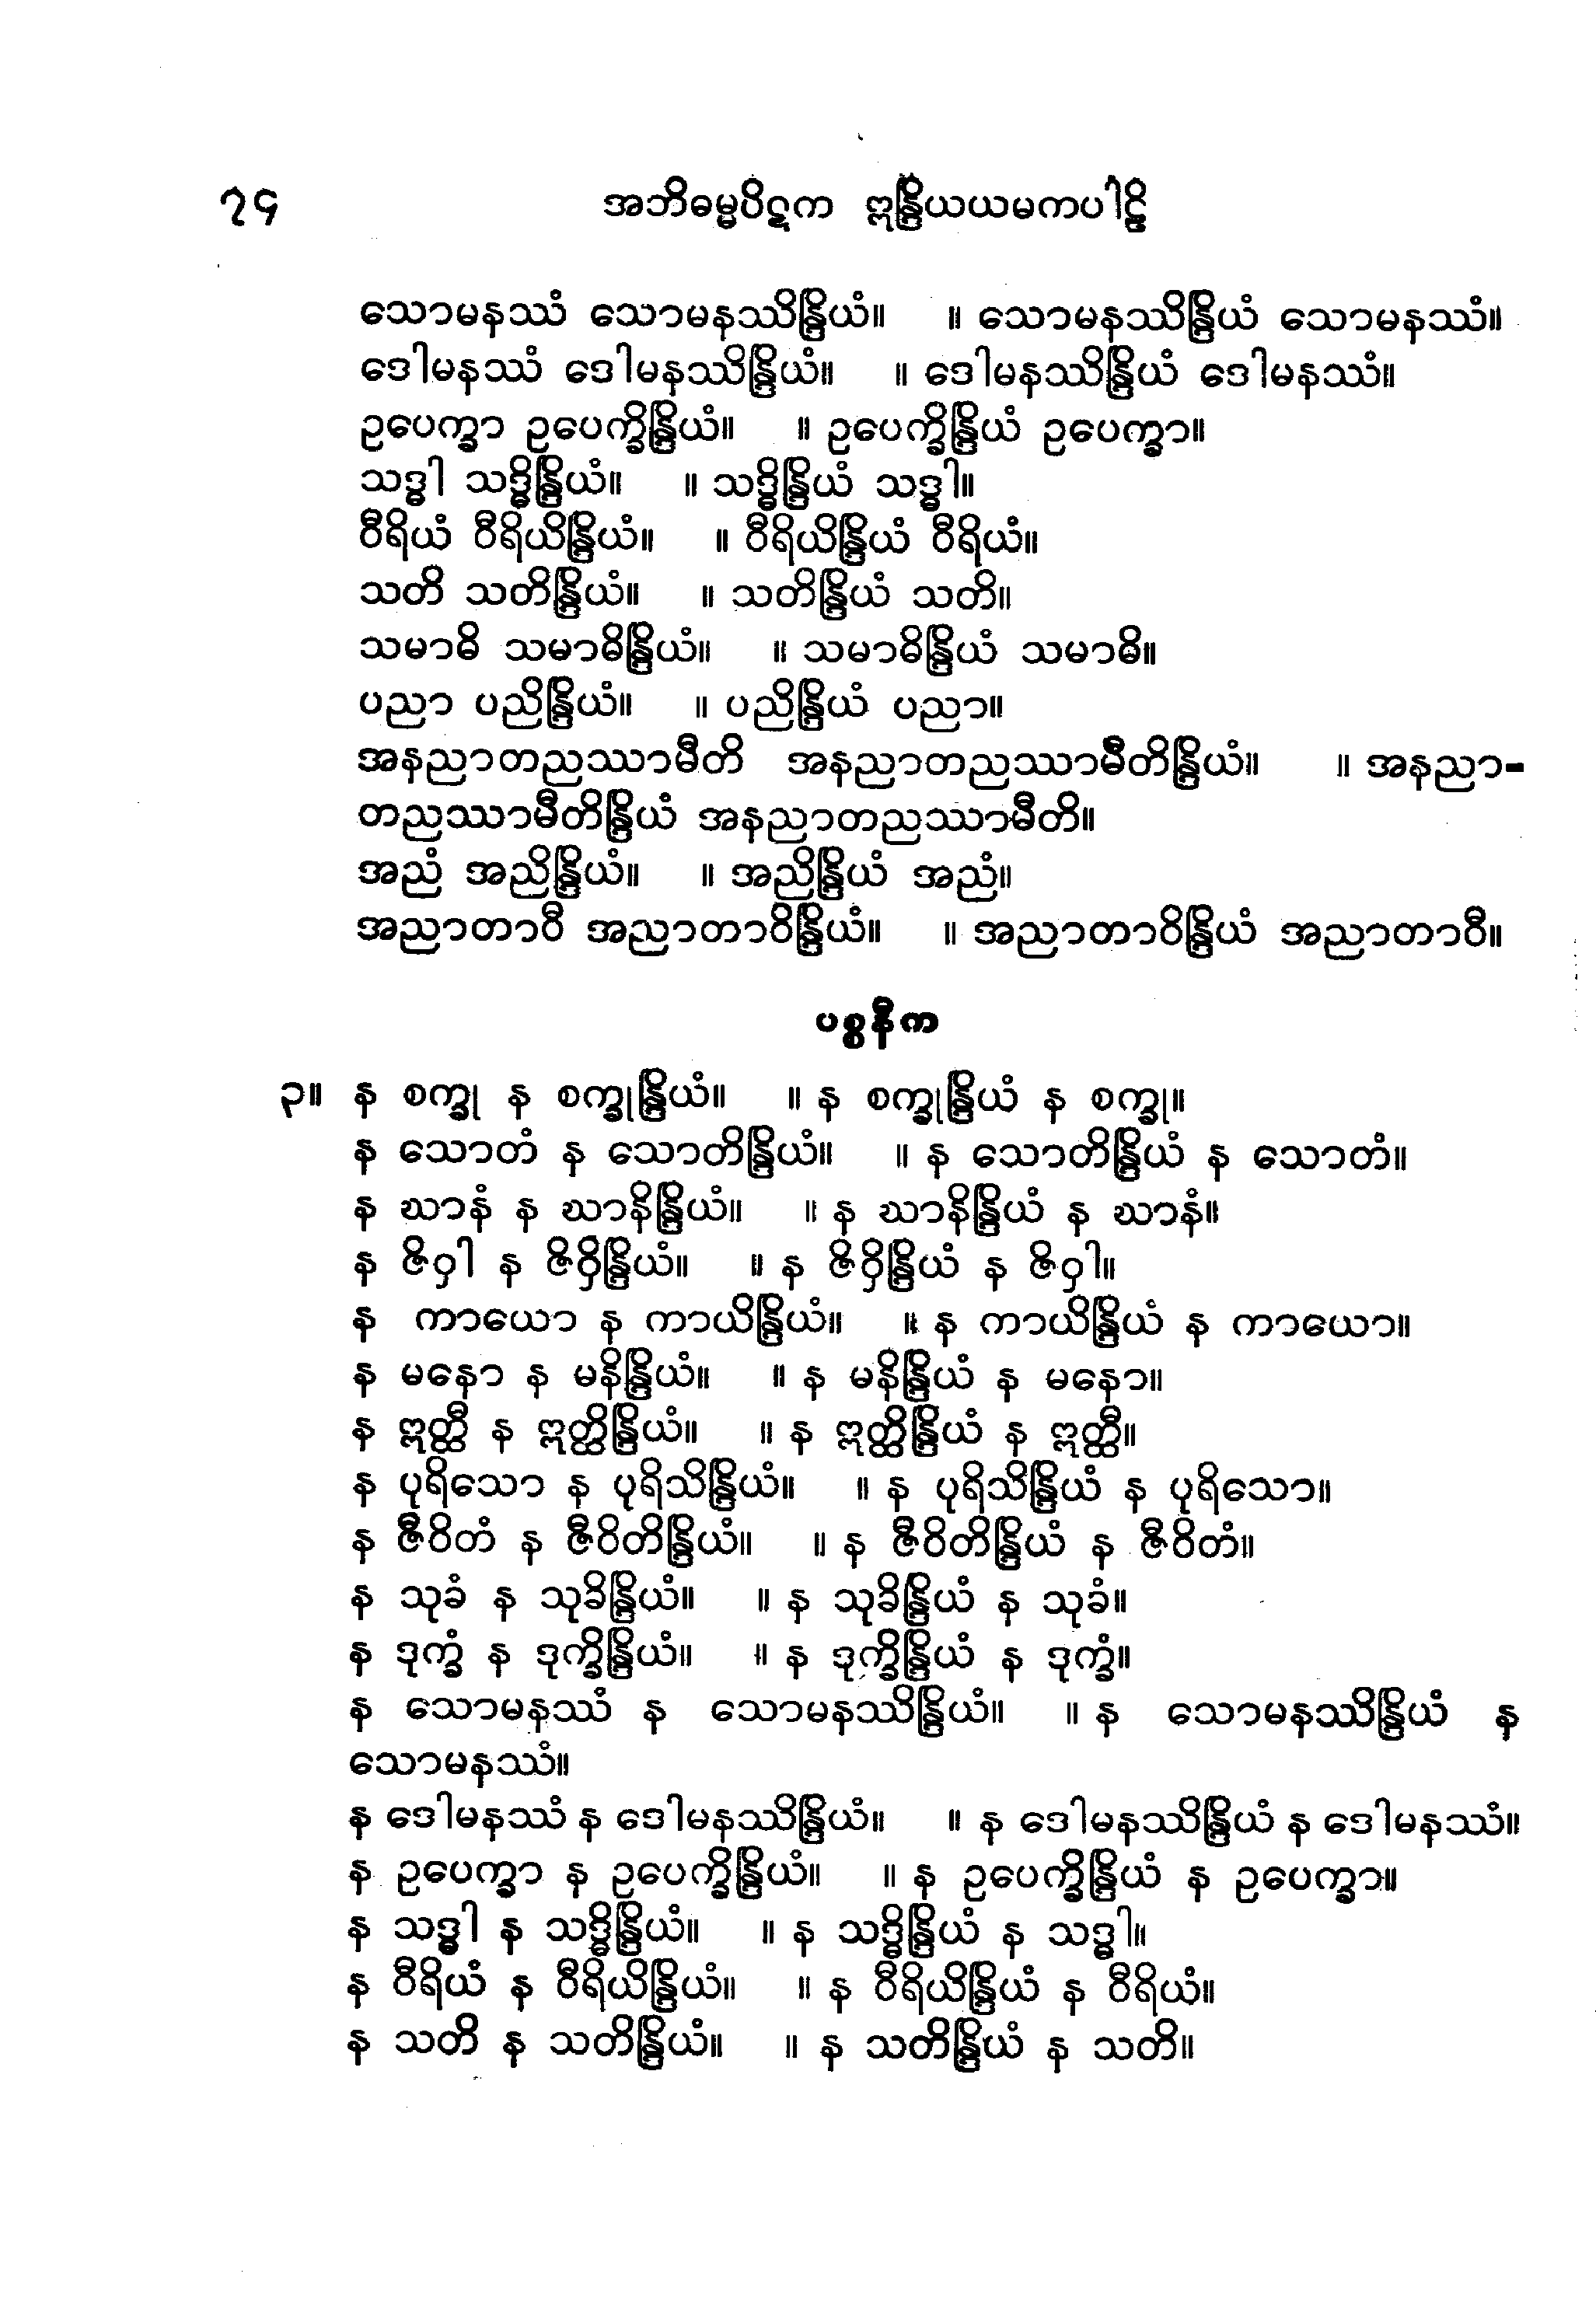 ၇၄ အဘိဓမ္မပိဋက ဣန္ဒြိယယမကပါဠိ
သောမနဿံ သောမနဿိန္ဒြိယံ။ ။ သောမနဿိန္ဒြိယံ သောမနဿံ။
ဒေါမနဿံ ဒေါမနဿိန္ဒြိယံ။ ။ ဒေါမနဿိန္ဒြိယံ ဒေါမနဿံ။
ဥပေက္ခာ ဥပေက္ခိန္ဒြိယံ။ ။ ဥပေက္ခိန္ဒြိယံ ဥပေက္ခာ။
သဒ္ဓါ သဒ္ဓိန္ဒြိယံ။ ။ သဒ္ဓိန္ဒြိယံ သဒ္ဓါ။
ဝီရိယံ ဝီရိယိန္ဒြိယံ။ ။ ဝီရိယိန္ဒြိယံ ဝီရိယံ။
သတိ သတိန္ဒြိယံ။ ။ သတိန္ဒြိယံ သတိ။
သမာဓိ သမာဓိန္ဒြိယံ။ ။ သမာဓိန္ဒြိယံ သမာဓိ။
ပညာ ပညိန္ဒြိယံ။ ။ ပညိန္ဒြိယံ ပညာ။
အနညာတညဿာမီတိ အနညာတညဿာမီတိန္ဒြိယံ။ ။ အနညာ-
တညဿာမီတိန္ဒြိယံ အနညာတညဿာမီတိ။
အညံ အညိန္ဒြိယံ။ ။ အညိန္ဒြိယံ အညံ။
အညာတာဝီ အညာတာဝိန္ဒြိယံ။ ။ အညာတာဝိန္ဒြိယံ အညာတာဝီ။
ပစ္စနီက
၃။ န စက္ခု န စက္ခုန္ဒြိယံ။ ။ န စက္ခုန္ဒြိယံ န စက္ခု။
န သောတံ န သောတိန္ဒြိယံ။ ။ န သောတိန္ဒြိယံ န သောတံ။
န ဃာနံ န ဃာနိန္ဒြိယံ။ ။ န ဃာနိန္ဒြိယံ န ဃာနံ။
န ဇိဝှါ န ဇိဝှိန္ဒြိယံ။ ။ န ဇိဝှိန္ဒြိယံ န ဇိဝှါ။
န ကာယော န ကာယိန္ဒြိယံ။ ။ န ကာယိန္ဒြိယံ န ကာယော။
န မနော န မနိန္ဒြိယံ။ ။ န မနိန္ဒြိယံ န မနော။
န ဣတ္ထီ န ဣတ္ထိန္ဒြိယံ။ ။ န ဣတ္ထိန္ဒြိယံ န ဣတ္ထီ။
န ပုရိသော န ပုရိသိန္ဒြိယံ။ ။ န ပုရိသိန္ဒြိယံ န ပုရိသော။
န ဇီဝိတံ န ဇီဝိတိန္ဒြိယံ။ ။ န ဇီဝိတိန္ဒြိယံ န ဇီဝိတံ။
န သုခံ န သုခိန္ဒြိယံ။ ။ န သုခိန္ဒြိယံ န သုခံ။
န ဒုက္ခံ န ဒုက္ခိန္ဒြိယံ။ ။ န ဒုက္ခိန္ဒြိယံ န ဒုက္ခံ။
န သောမနဿံ န သောမနဿိန္ဒြိယံ။ ။ န သောမနဿိန္ဒြိယံ န
သောမနဿံ။
န ဒေါမနဿံ န ဒေါမနဿိန္ဒြိယံ။ ။ န ဒေါမနဿိန္ဒြိယံ န ဒေါမနဿံ။
န ဥပေက္ခာ န ဥပေက္ခိန္ဒြိယံ။ ။ န ဥပေက္ခိန္ဒြိယံ န ဥပေက္ခာ။
န သဒ္ဓါ န သဒ္ဓိန္ဒြိယံ။ ။ န သဒ္ဓိန္ဒြိယံ န သဒ္ဓါ။
န ဝီရိယံ န ဝီရိယိန္ဒြိယံ။ ။ န ဝီရိယိန္ဒြိယံ န ဝီရိယံ။
န သတိ န သတိန္ဒြိယံ။ ။ န သတိန္ဒြိယံ န သတိ။